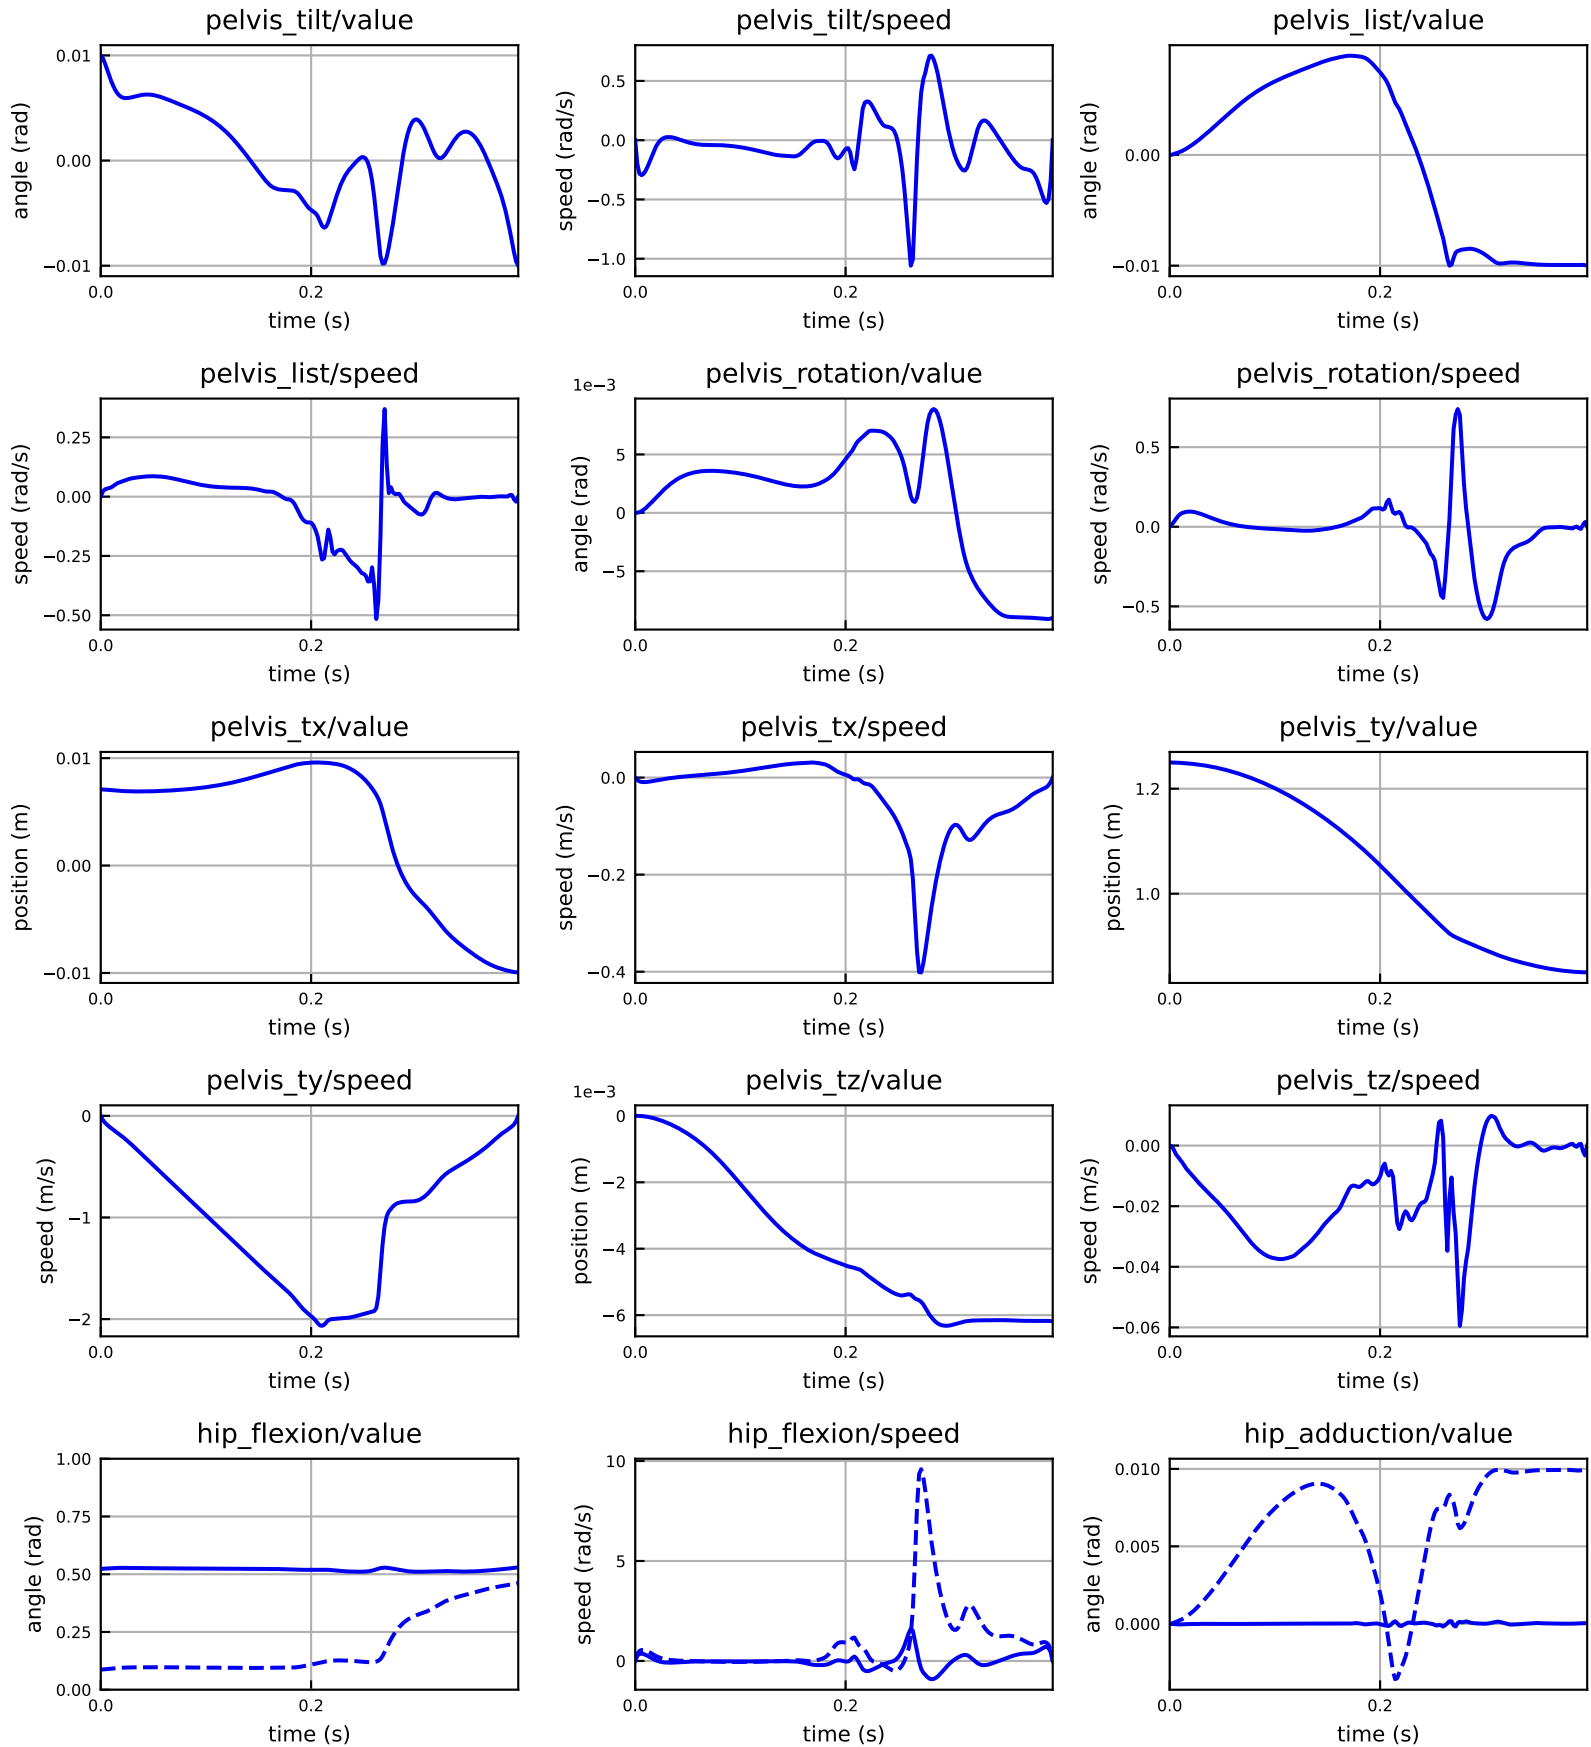 pelvis_tilt/value
angle (rad)
0.01
0.00
−0.01
0.0
0.2
time (s)
pelvis_tilt/speed
speed (rad/s)
0.5
0.0
−0.5
−1.0
0.0
0.2
time (s)
pelvis_list/value
angle (rad)
0.00
−0.01
0.0
0.2
time (s)
pelvis_list/speed
speed (rad/s)
0.25
0.00
−0.25
−0.50
0.0
0.2
time (s)
pelvis_rotation/value
1e−3
angle (rad)
5
0
−5
0.0
0.2
time (s)
pelvis_rotation/speed
speed (rad/s)
0.5
0.0
−0.5
0.0
0.2
time (s)
pelvis_tx/value
position (m)
0.01
0.00
−0.01
0.0
0.2
time (s)
pelvis_tx/speed
speed (m/s)
0.0
−0.2
−0.4
0.0
0.2
time (s)
pelvis_ty/value
position (m)
1.2
1.0
0.0
0.2
time (s)
pelvis_ty/speed
speed (m/s)
0
−1
−2
0.0
0.2
time (s)
pelvis_tz/value
1e−3
position (m)
0
−2
−4
−6
0.0
0.2
time (s)
pelvis_tz/speed
speed (m/s)
0.00
−0.02
−0.04
−0.06
0.0
0.2
time (s)
hip_flexion/value
angle (rad)
1.00
0.75
0.50
0.25
0.00
0.0
0.2
time (s)
hip_flexion/speed
speed (rad/s)
10
5
0
0.0
0.2
time (s)
hip_adduction/value
angle (rad)
0.010
0.005
0.000
0.0
0.2
time (s)